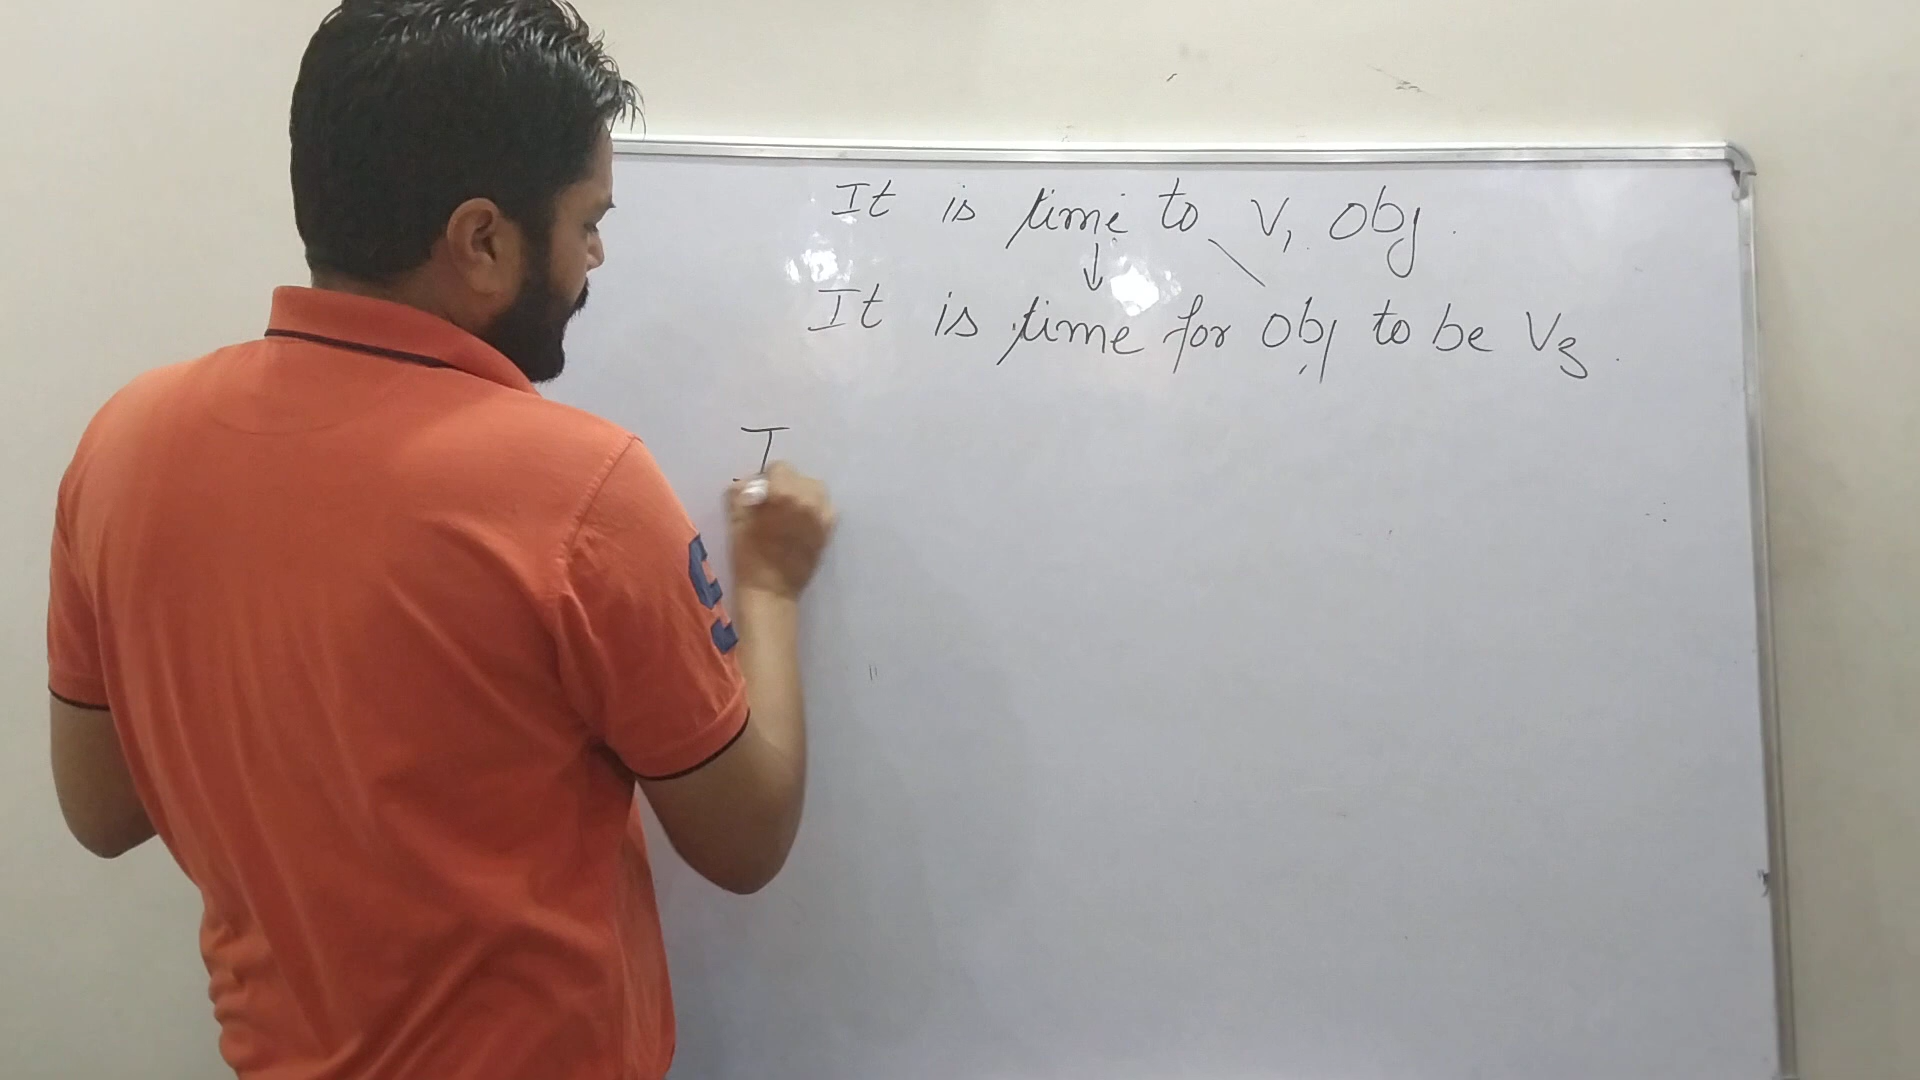 It is time to V₁ Obj.
It is time for Obj to be V₃.
I